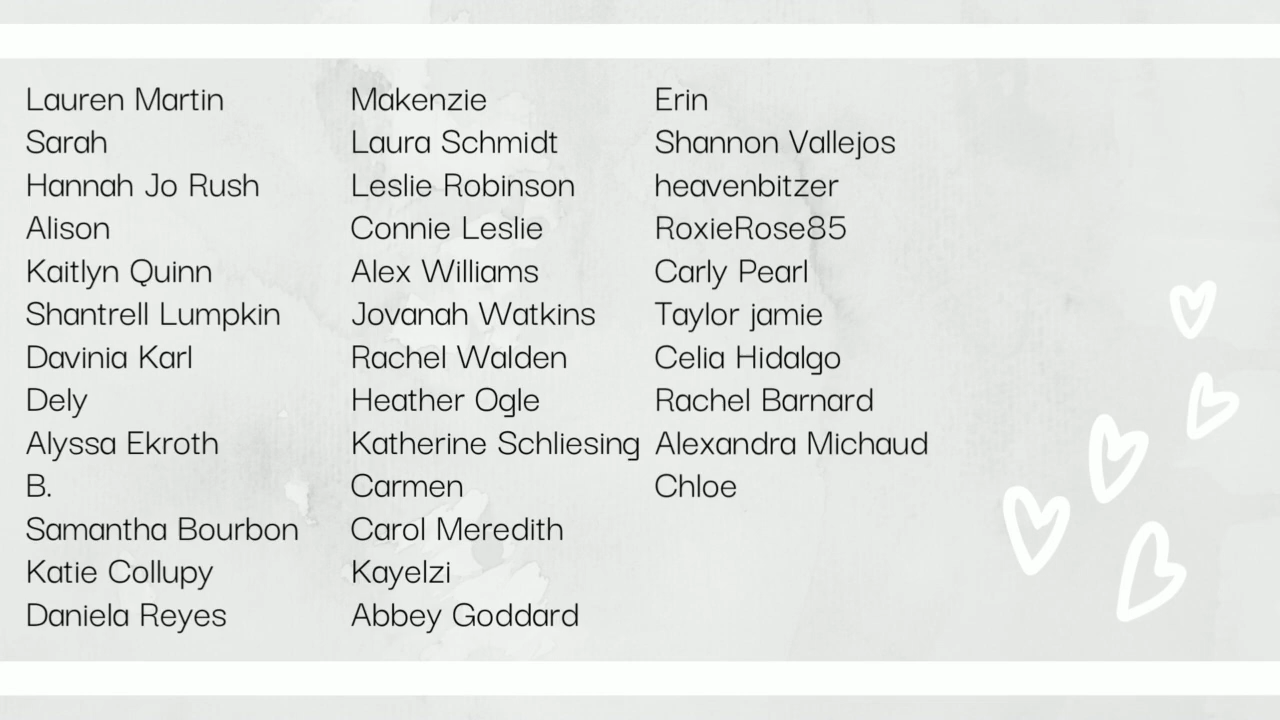 Lauren Martin
Sarah
Hannah Jo Rush
Alison
Kaitlyn Quinn
Shantrell Lumpkin
Davinia Karl
Dely
Alyssa Ekroth
B.
Samantha Bourbon
Katie Collupy
Daniela Reyes
Makenzie
Laura Schmidt
Leslie Robinson
Connie Leslie
Alex Williams
Jovanah Watkins
Rachel Walden
Heather Ogle
Katherine Schliesing
Carmen
Carol Meredith
Kayelzi
Abbey Goddard
Erin
Shannon Vallejos
heavenbitzer
RoxieRose85
Carly Pearl
Taylor jamie
Celia Hidalgo
Rachel Barnard
Alexandra Michaud
Chloe